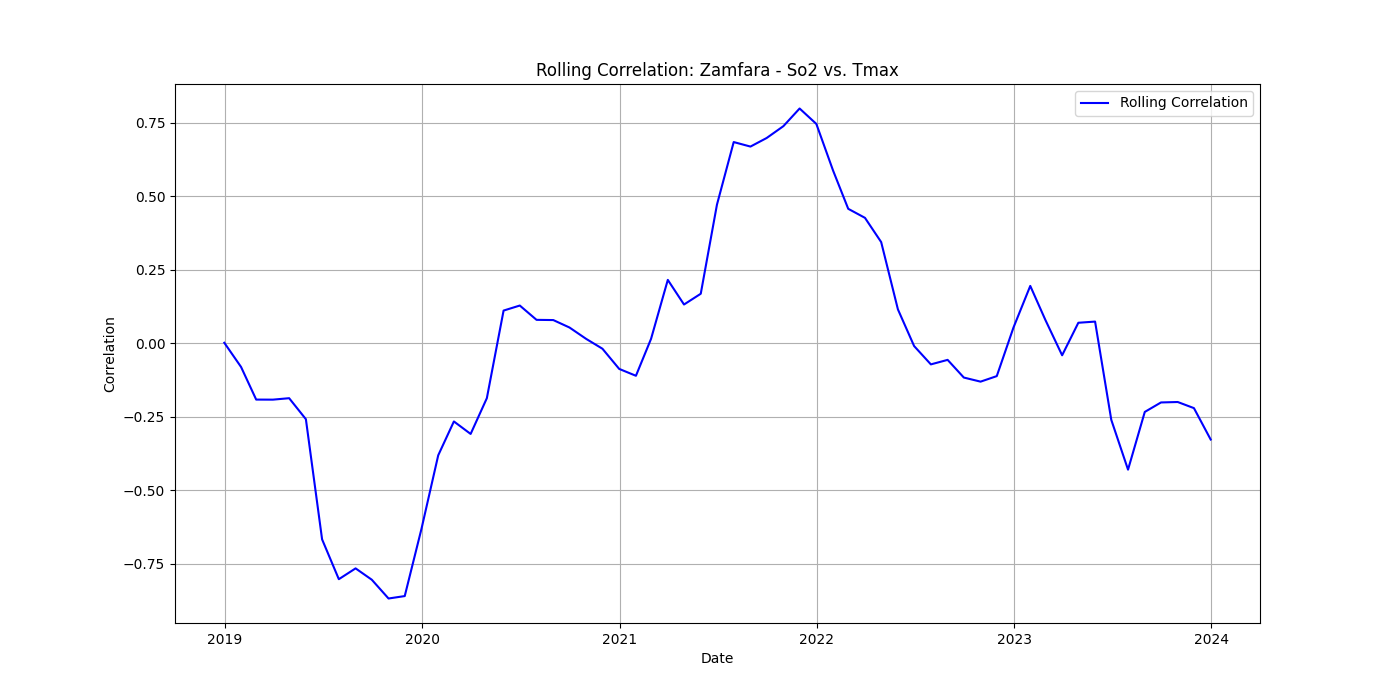 Rolling Correlation: Zamfara - So2 vs. Tmax
Rolling Correlation
0.75
0.50
0.25
0.00
−0.25
−0.50
−0.75
Correlation
2019 2020 2021 2022 2023 2024
Date